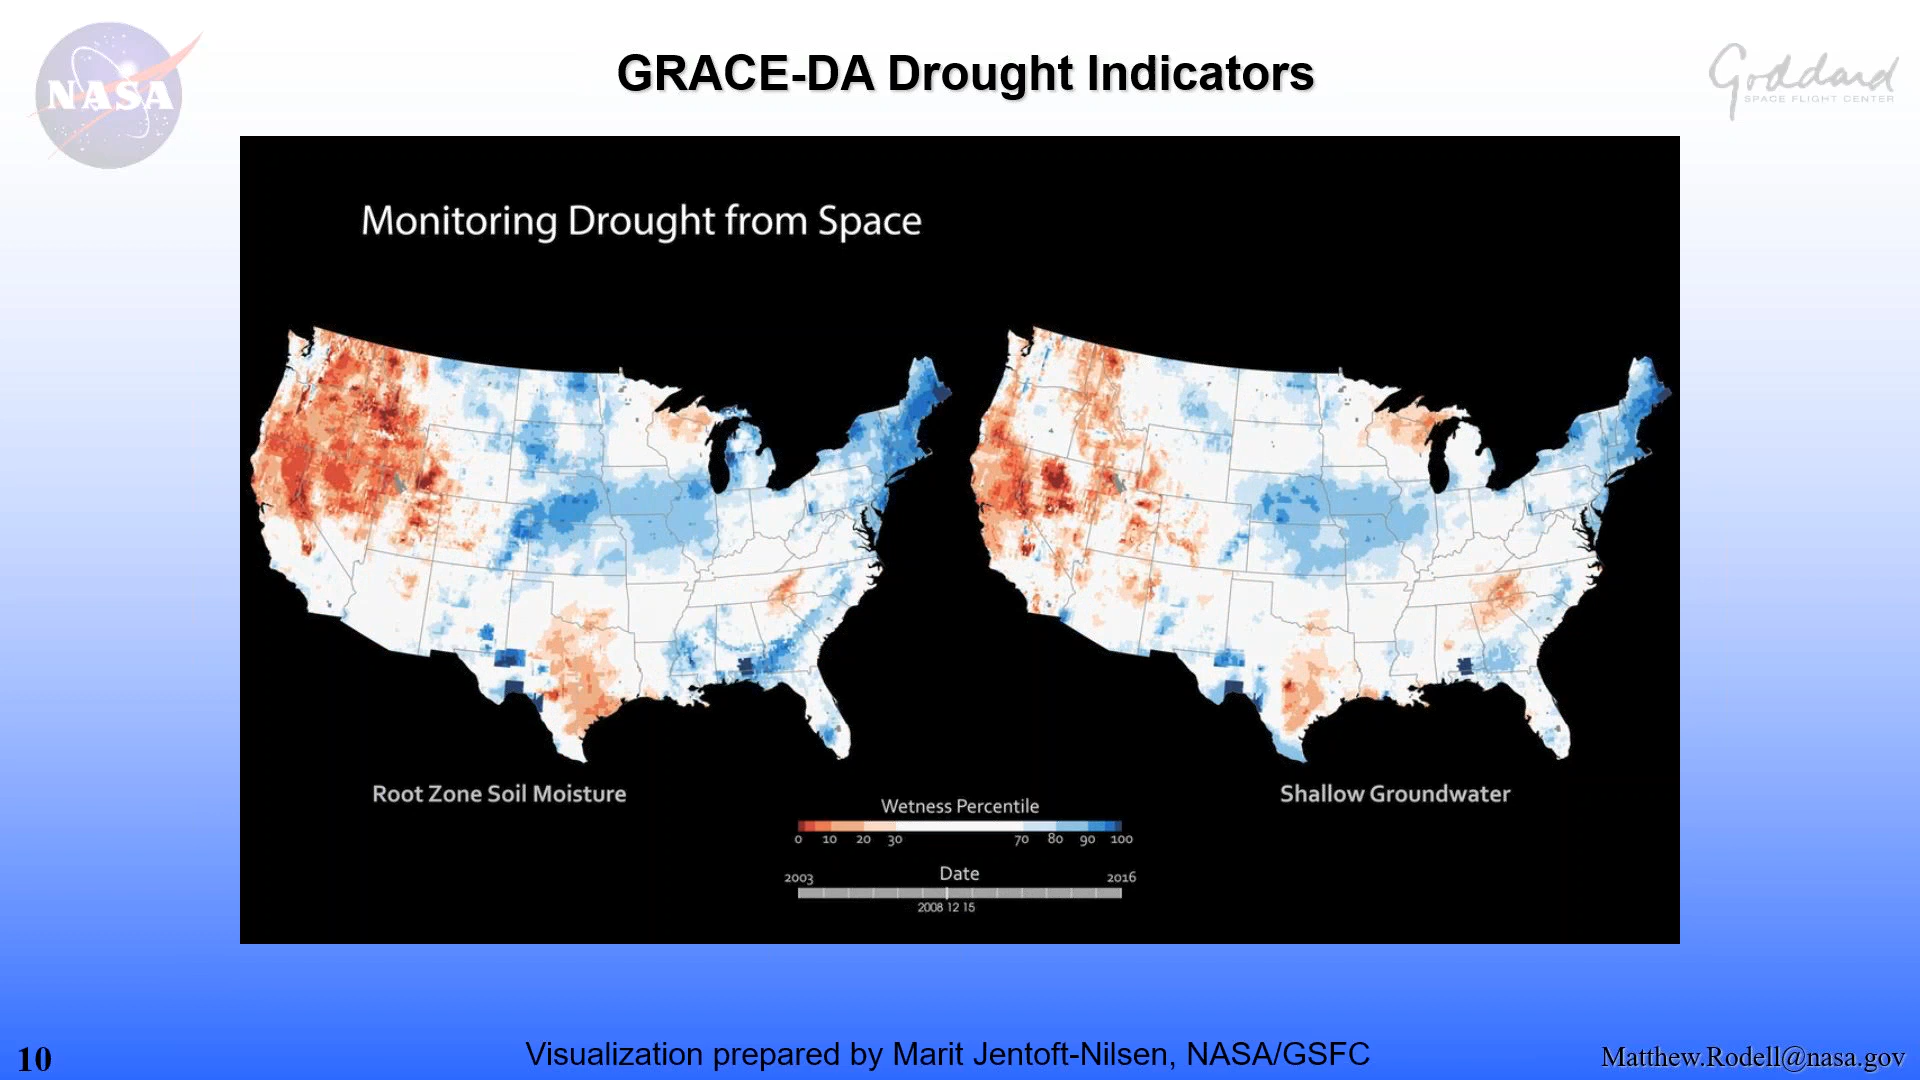 NASA
GRACE-DA Drought Indicators
Goddard
SPACE FLIGHT CENTER
Monitoring Drought from Space
Root Zone Soil Moisture
Shallow Groundwater
Wetness Percentile
0 10 20 30 70 80 90 100
Date
2003 2016
2008 12 15
10
Visualization prepared by Marit Jentoft-Nilsen, NASA/GSFC
Matthew.Rodell@nasa.gov